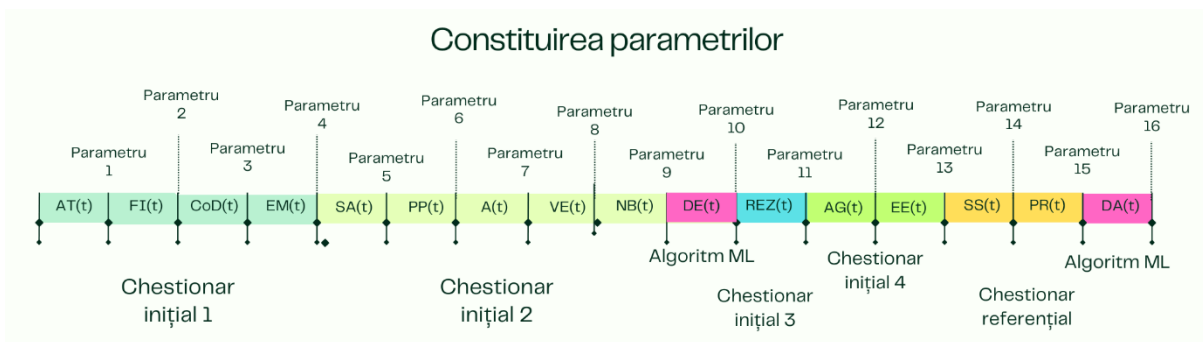 Constituirea parametrilor
Parametru
1
Parametru
2
Parametru
3
Parametru
4
Parametru
5
Parametru
6
Parametru
7
Parametru
8
Parametru
9
Parametru
10
Parametru
11
Parametru
12
Parametru
13
Parametru
14
Parametru
15
Parametru
16
AT(t) FI(t) CoD(t) EM(t) SA(t) PP(t) A(t) VE(t) NB(t) DE(t) REZ(t) AG(t) EE(t) SS(t) PR(t) DA(t)
Chestionar
inițial 1
Chestionar
inițial 2
Algoritm ML
Chestionar
inițial 3
Chestionar
inițial 4
Chestionar
referențial
Algoritm ML